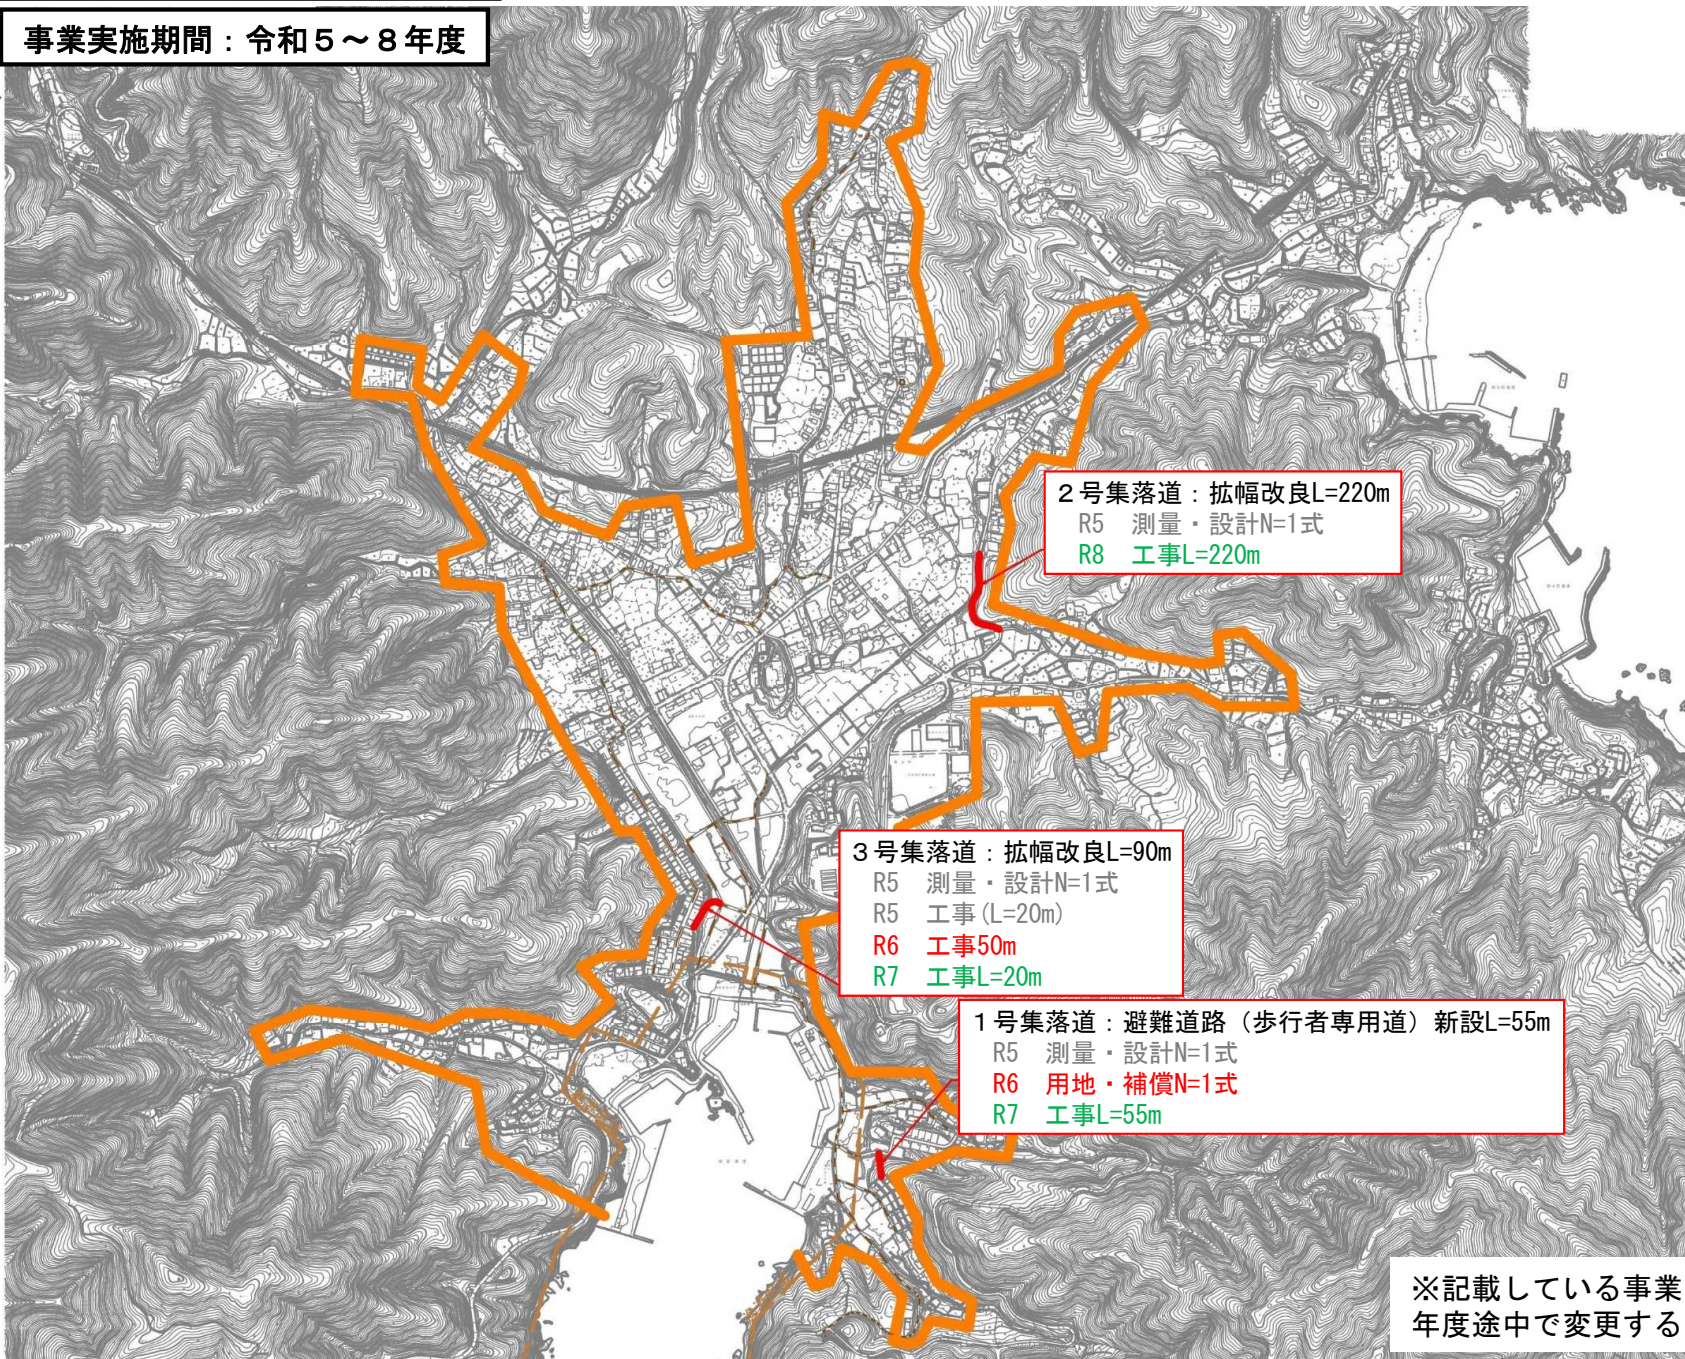 事業実施期間：令和５～８年度
２号集落道：拡幅改良L=220m
R5　測量・設計N=1式
R8　工事L=220m
３号集落道：拡幅改良L=90m
R5　測量・設計N=1式
R5　工事(L=20m)
R6　工事50m
R7　工事L=20m
１号集落道：避難道路（歩行者専用道）新設L=55m
R5　測量・設計N=1式
R6　用地・補償N=1式
R7　工事L=55m
※記載している事業
年度途中で変更する